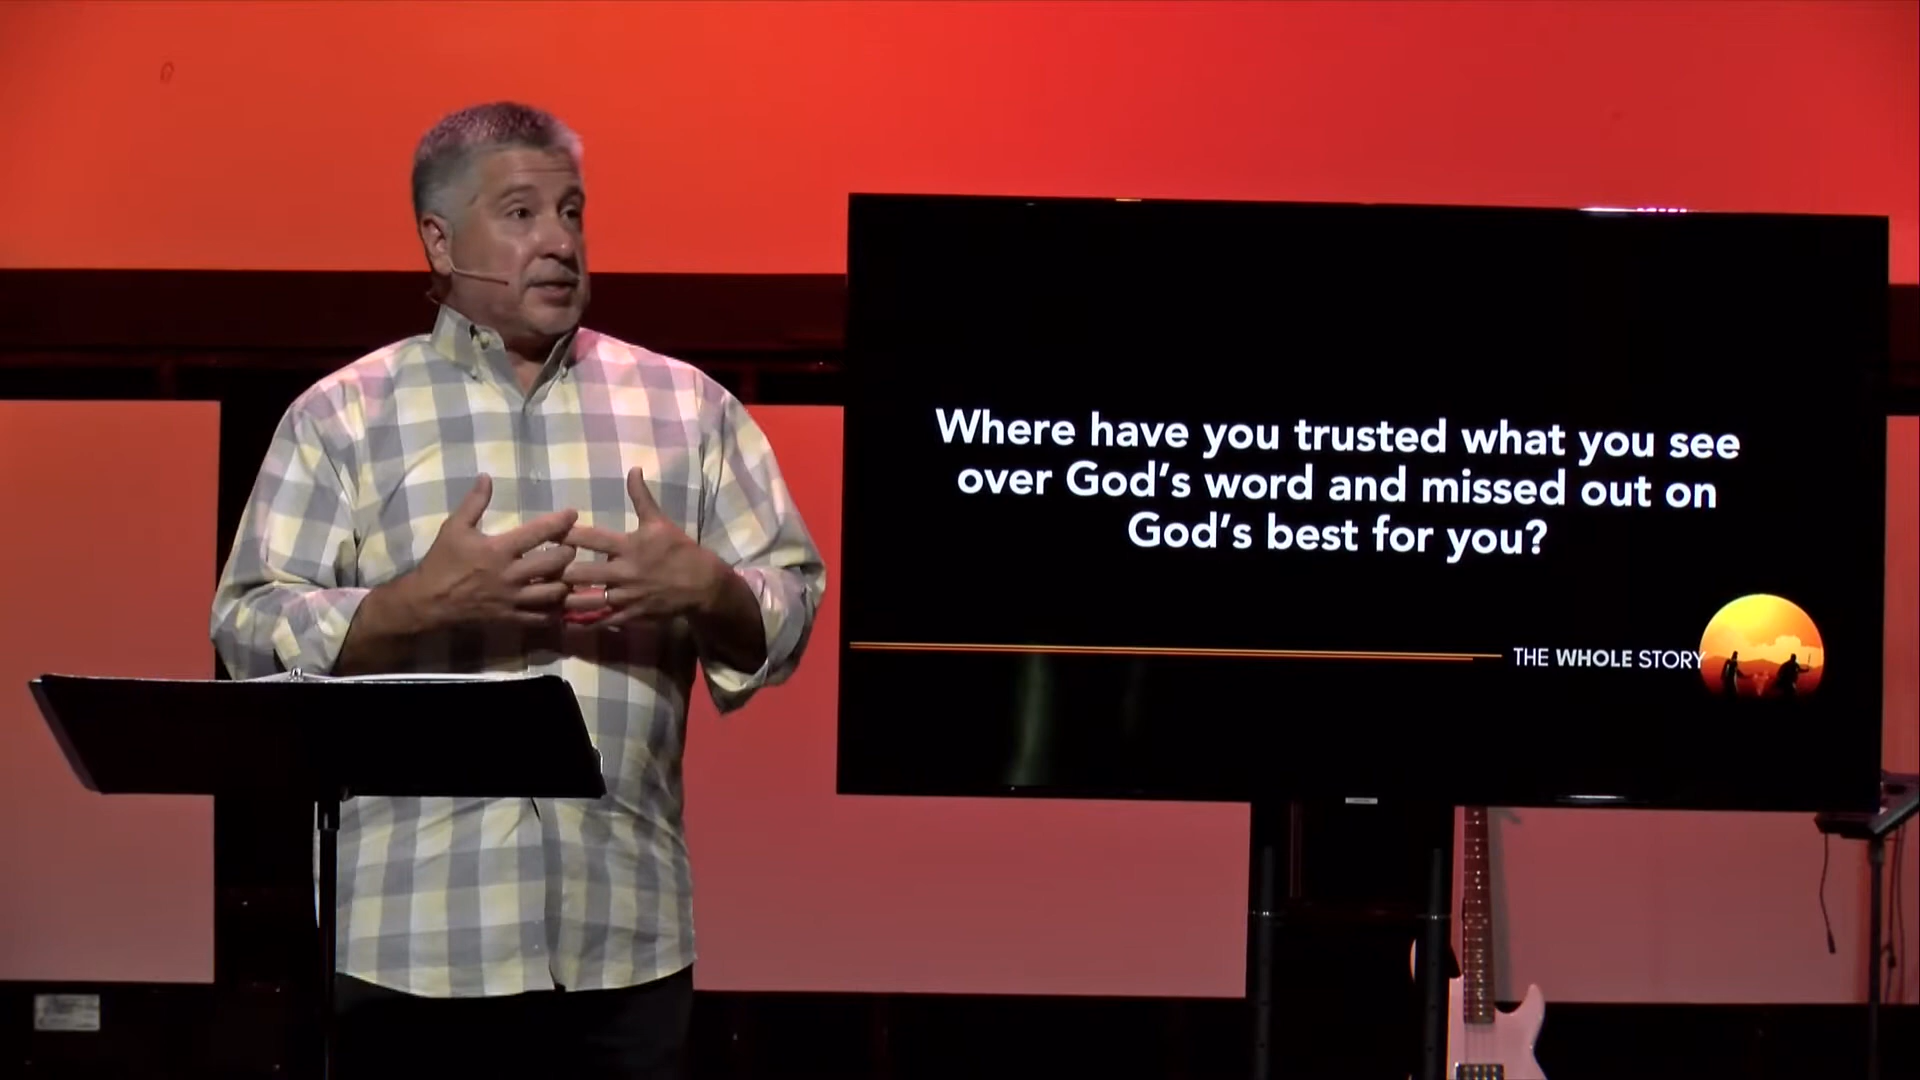 Where have you trusted what you see
over God's word and missed out on
God's best for you?
THE WHOLE STORY